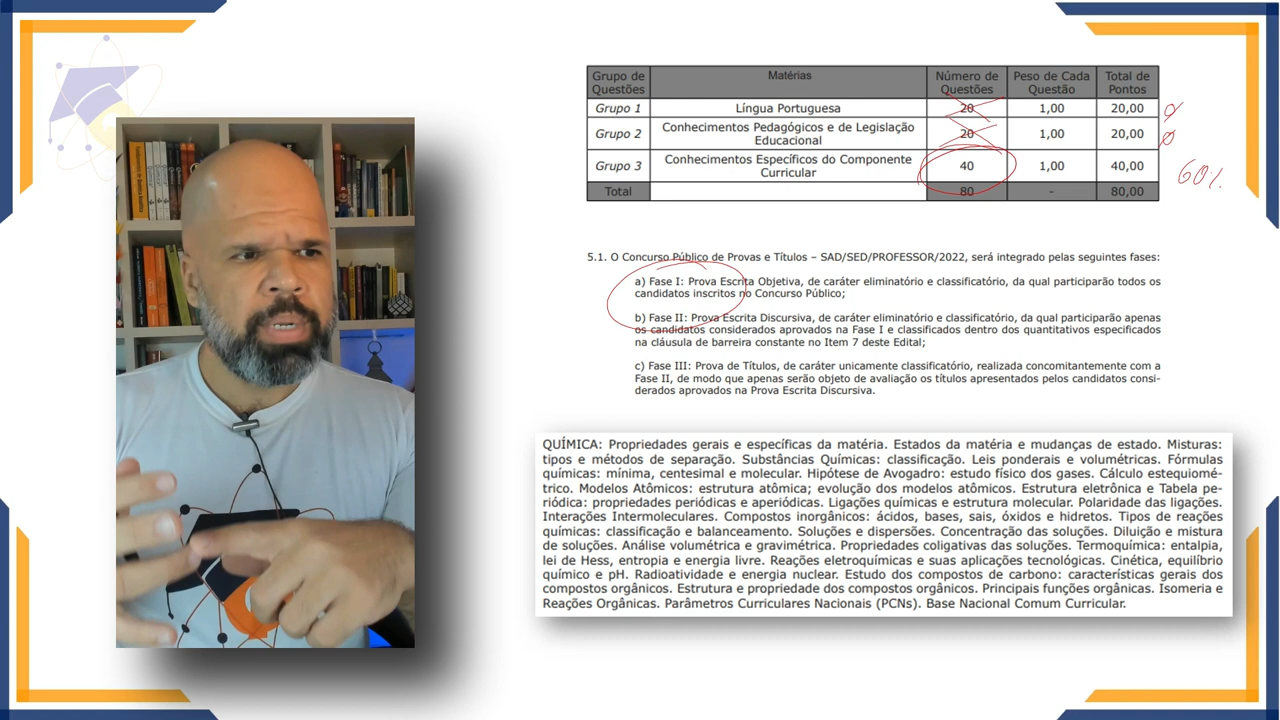 Grupo de Questões Matérias Número de Questões Peso de Cada Questão Total de Pontos
Grupo 1 Língua Portuguesa 20 1,00 20,00
Grupo 2 Conhecimentos Pedagógicos e de Legislação Educacional 20 1,00 20,00
Grupo 3 Conhecimentos Específicos do Componente Curricular 40 1,00 40,00
Total 80 - 80,00
60%
5.1. O Concurso Público de Provas e Títulos – SAD/SED/PROFESSOR/2022, será integrado pelas seguintes fases:
a) Fase I: Prova Escrita Objetiva, de caráter eliminatório e classificatório, da qual participarão todos os
candidatos inscritos no Concurso Público;
b) Fase II: Prova Escrita Discursiva, de caráter eliminatório e classificatório, da qual participarão apenas
os candidatos considerados aprovados na Fase I e classificados dentro dos quantitativos especificados
na cláusula de barreira constante no Item 7 deste Edital;
c) Fase III: Prova de Títulos, de caráter unicamente classificatório, realizada concomitantemente com a
Fase II, de modo que apenas serão objeto de avaliação os títulos apresentados pelos candidatos consi-
derados aprovados na Prova Escrita Discursiva.
QUÍMICA: Propriedades gerais e específicas da matéria. Estados da matéria e mudanças de estado. Misturas:
tipos e métodos de separação. Substâncias Químicas: classificação. Leis ponderais e volumétricas. Fórmulas
químicas: mínima, centesimal e molecular. Hipótese de Avogadro: estudo físico dos gases. Cálculo estequiomé-
trico. Modelos Atômicos: estrutura atômica; evolução dos modelos atômicos. Estrutura eletrônica e Tabela pe-
riódica: propriedades periódicas e aperiódicas. Ligações químicas e estrutura molecular. Polaridade das ligações.
Interações Intermoleculares. Compostos inorgânicos: ácidos, bases, sais, óxidos e hidretos. Tipos de reações
químicas: classificação e balanceamento. Soluções e dispersões. Concentração das soluções. Diluição e mistura
de soluções. Análise volumétrica e gravimétrica. Propriedades coligativas das soluções. Termoquímica: entalpia,
lei de Hess, entropia e energia livre. Reações eletroquímicas e suas aplicações tecnológicas. Cinética, equilíbrio
químico e pH. Radioatividade e energia nuclear. Estudo dos compostos de carbono: características gerais dos
compostos orgânicos. Estrutura e propriedade dos compostos orgânicos. Principais funções orgânicas. Isomeria e
Reações Orgânicas. Parâmetros Curriculares Nacionais (PCNs). Base Nacional Comum Curricular.